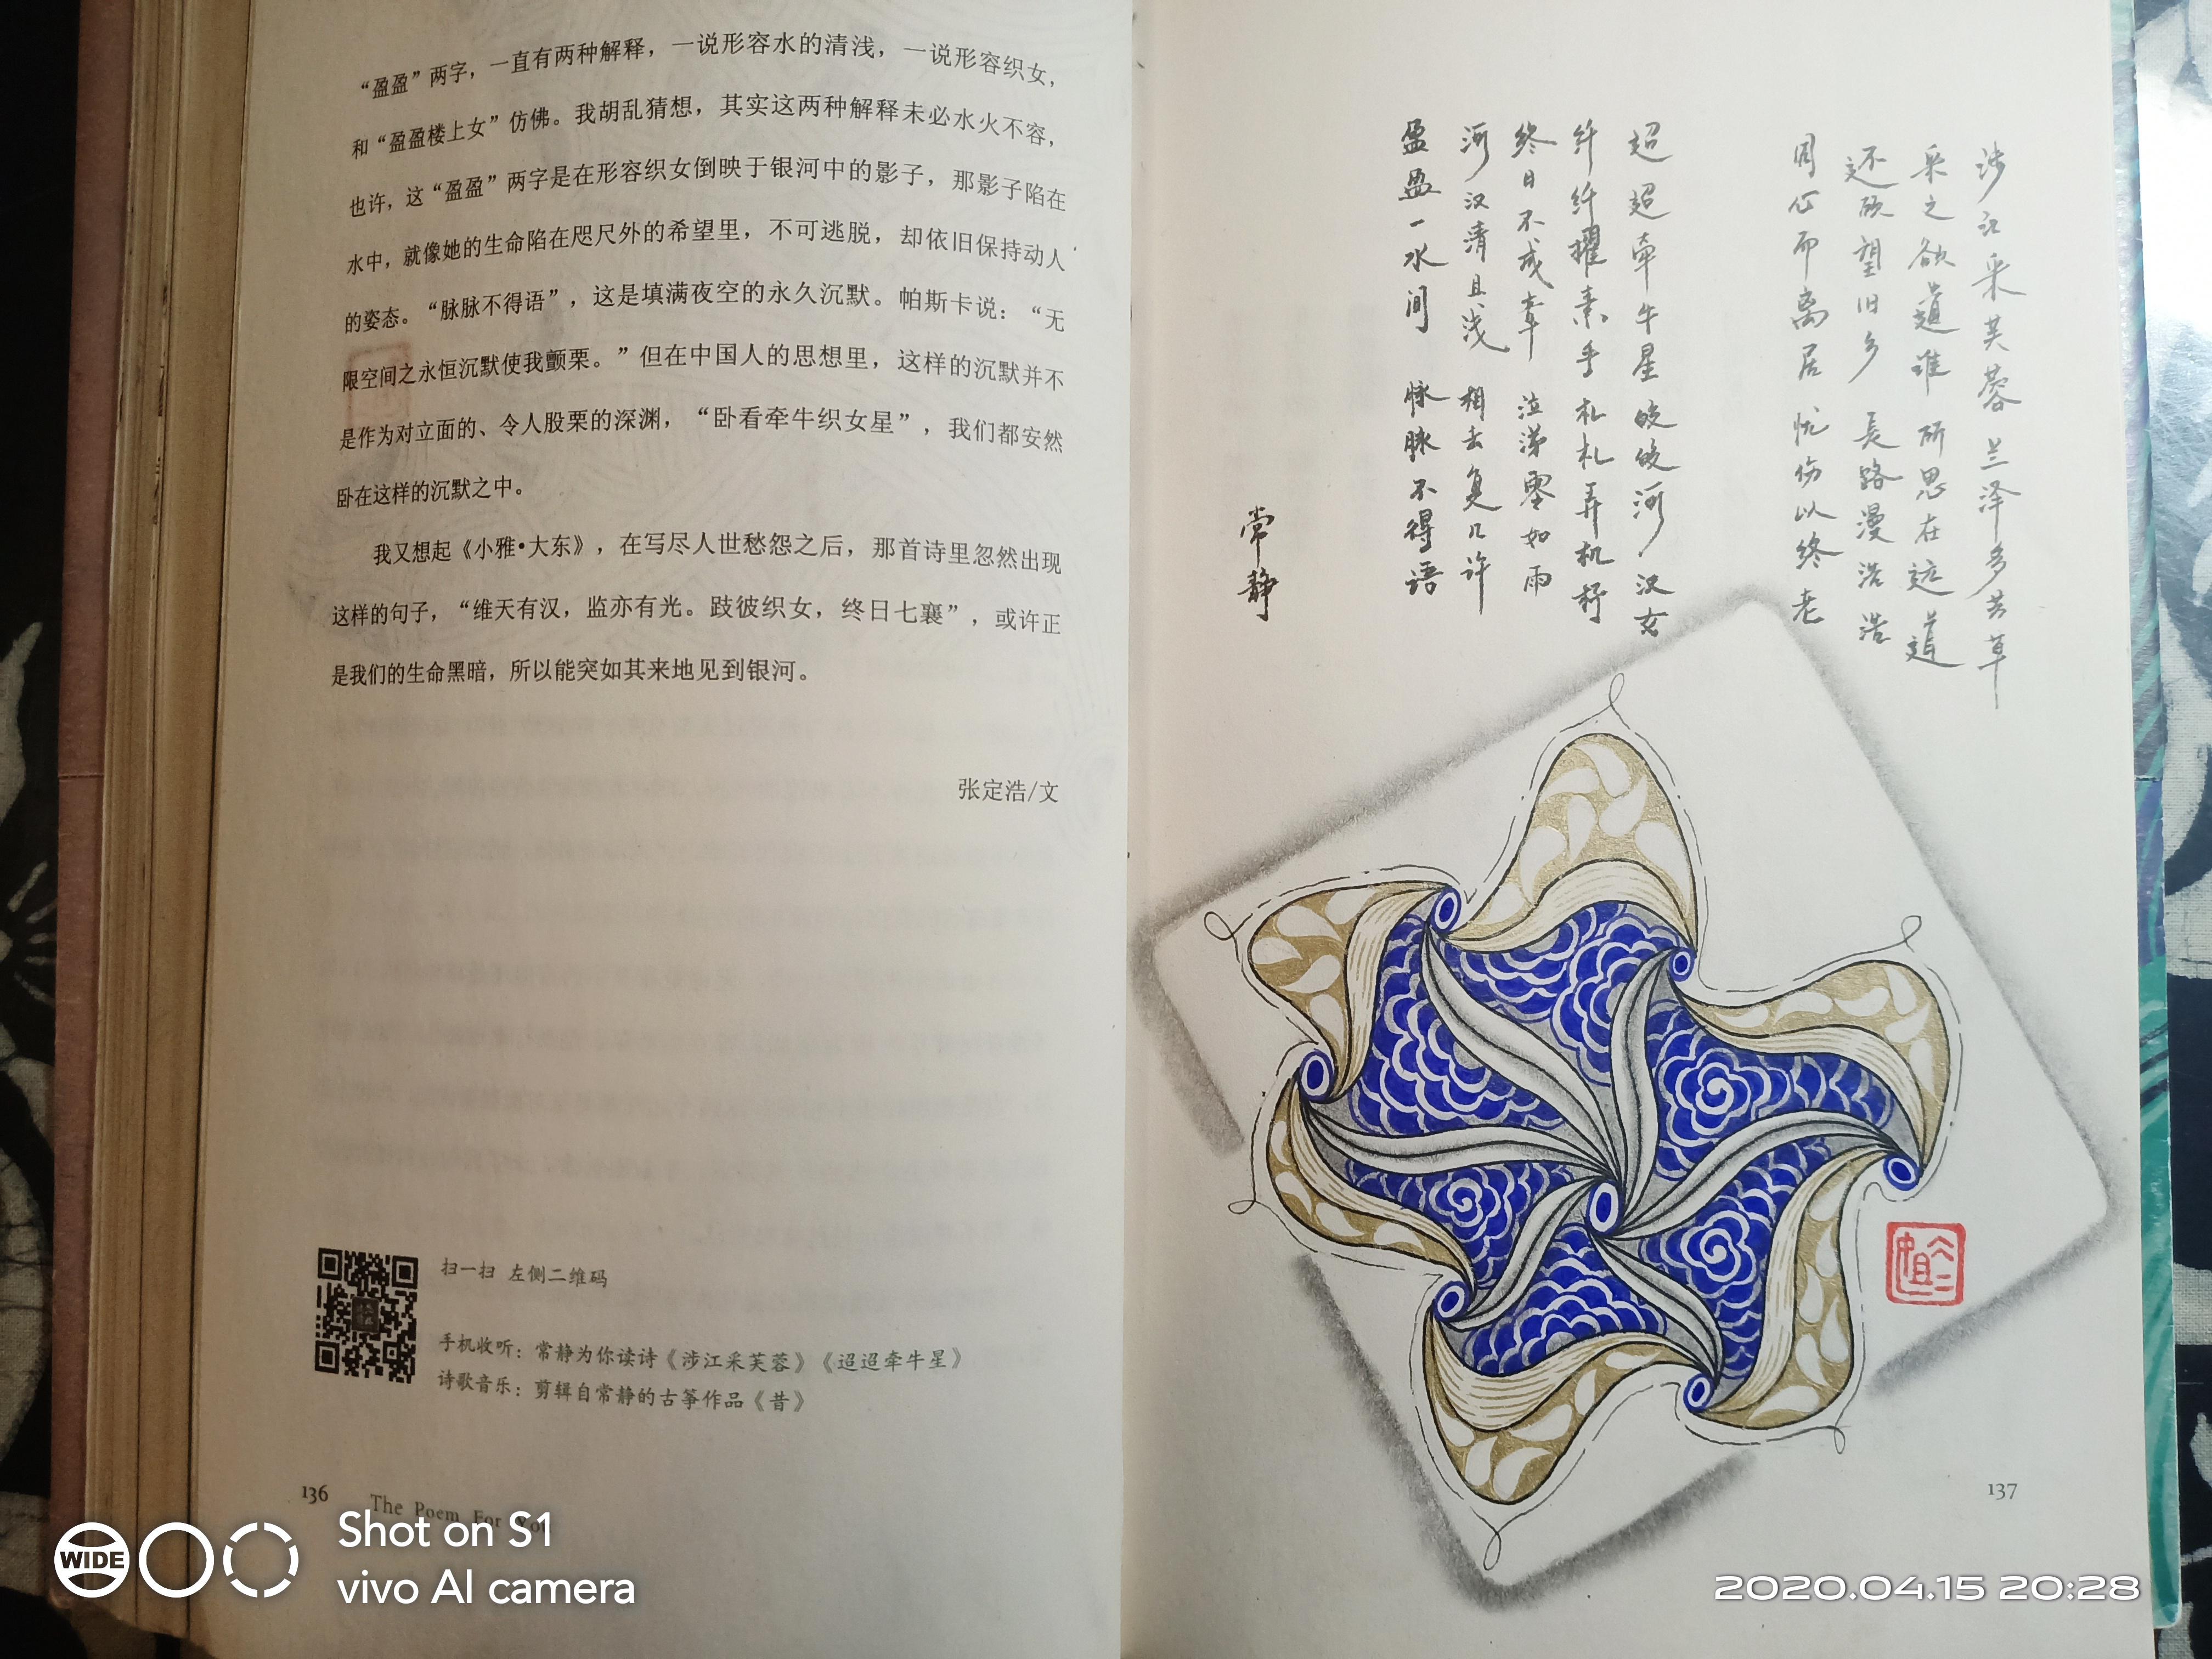 “盈盈”两字，一直有两种解释，一说形容水的清浅，一说形容织女，
和“盈盈楼上女”仿佛。我胡乱猜想，其实这两种解释未必水火不容，
也许，这“盈盈”两字是在形容织女倒映于银河中的影子，那影子陷在
水中，就像她的生命陷在咫尺外的希望里，不可逃脱，却依旧保持动人
的姿态。“脉脉不得语”，这是填满夜空的永久沉默。帕斯卡说：“无
限空间之永恒沉默使我颤栗。”但在中国人的思想里，这样的沉默并不
是作为对立面的、令人股栗的深渊，“卧看牵牛织女星”，我们都安然
卧在这样的沉默之中。
我又想起《小雅•大东》，在写尽人世愁怨之后，那首诗里忽然出现
这样的句子，“维天有汉，监亦有光。跂彼织女，终日七襄”，或许正
是我们的生命黑暗，所以能突如其来地见到银河。
张定浩/文
扫一扫 左侧二维码
手机收听：常静为你读诗《涉江采芙蓉》《迢迢牵牛星》
诗歌音乐：剪辑自常静的古筝作品《昔》
136
The Poem For You
涉江采芙蓉 兰泽多芳草
采之欲遗谁 所思在远道
还顾望旧乡 長路漫浩浩
同心而离居 忧伤以终老
迢迢牵牛星 皎皎河汉女
纤纤擢素手 札札弄机杼
终日不成章 泣涕零如雨
河汉清且浅 相去复几许
盈盈一水间 脉脉不得语
常静
137
WIDE
Shot on S1
vivo AI camera
2020.04.15 20:28